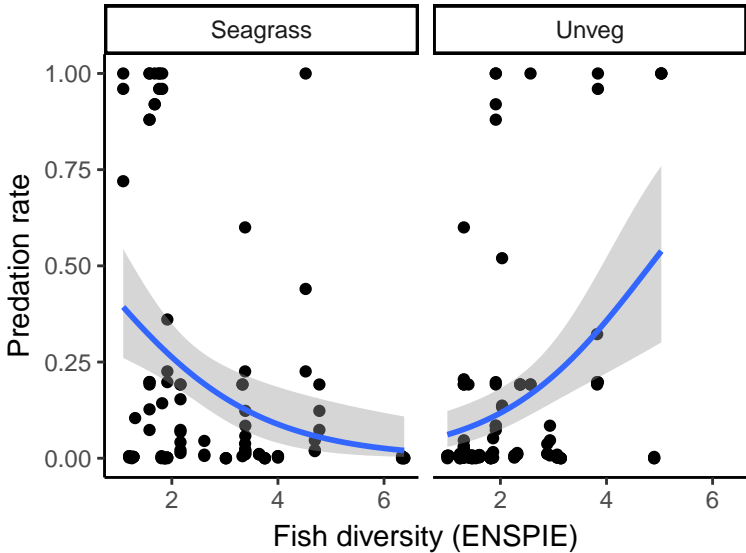 Seagrass
Unveg
1.00
0.75
0.50
0.25
0.00
2
4
6
2
4
6
Predation rate
Fish diversity (ENSPIE)